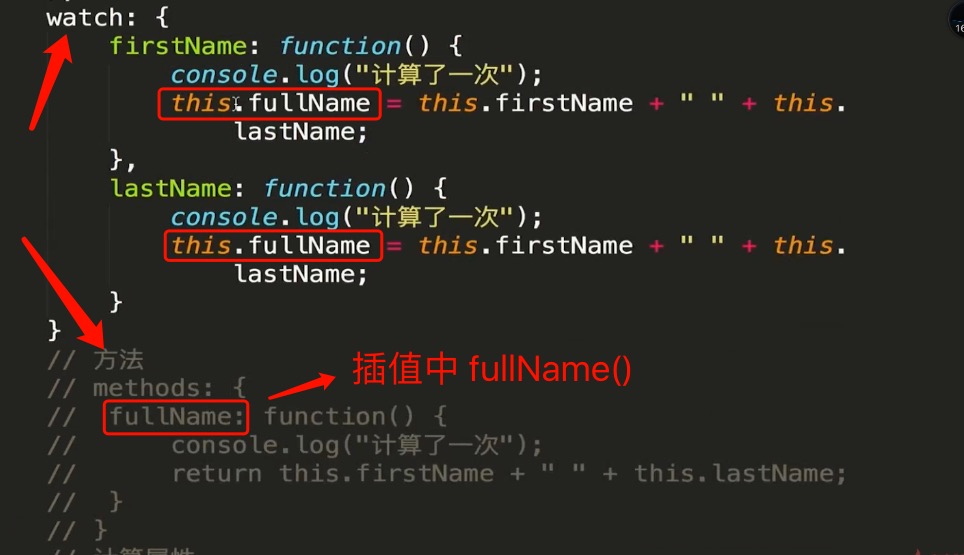 watch: {
firstName: function() {
console.log("计算了一次");
this.fullName = this.firstName + " " + this.
lastName;
},
lastName: function() {
console.log("计算了一次");
this.fullName = this.firstName + " " + this.
lastName;
}
}
// 方法
// methods: {
// fullName: function() {
// console.log("计算了一次");
// return this.firstName + " " + this.lastName;
// }
// }
// 计算属性
插值中 fullName()
16